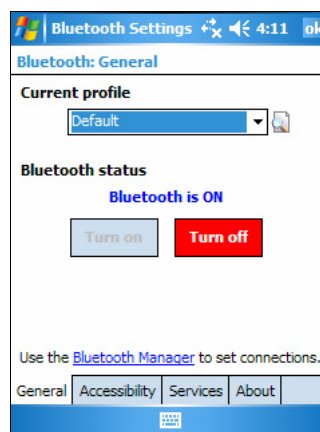 Bluetooth Settings 4:11 ok
Bluetooth: General
Current profile
Default
Bluetooth status
Bluetooth is ON
Turn on Turn off
Use the Bluetooth Manager to set connections.
General Accessibility Services About